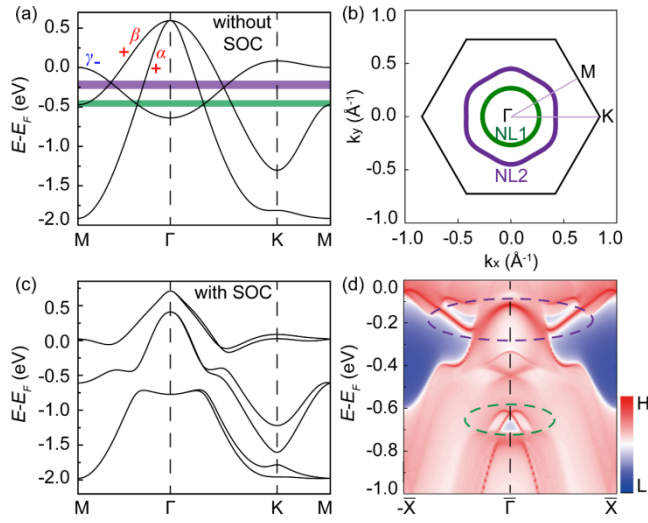 (a)
without
SOC
γ-
β
+
α
+
0.5
0.00
-0.5
-1.0
-1.5
-2.0
E-E_F (eV)
M
Γ
K
M
(b)
1.0
0.5
0.0
-0.5
-1.0
ky (Å⁻¹)
M
Γ
K
NL1
NL2
-1.0
-0.5
0.0
0.5
1.0
kx (Å⁻¹)
(c)
with SOC
0.5
0.0
-0.5
-1.0
-1.5
-2.0
E-E_F (eV)
M
Γ
K
M
(d)
0.0
-0.2
-0.4
-0.6
-0.8
-1.0
E-E_F (eV)
-X̅
Γ̅
X̅
H
L